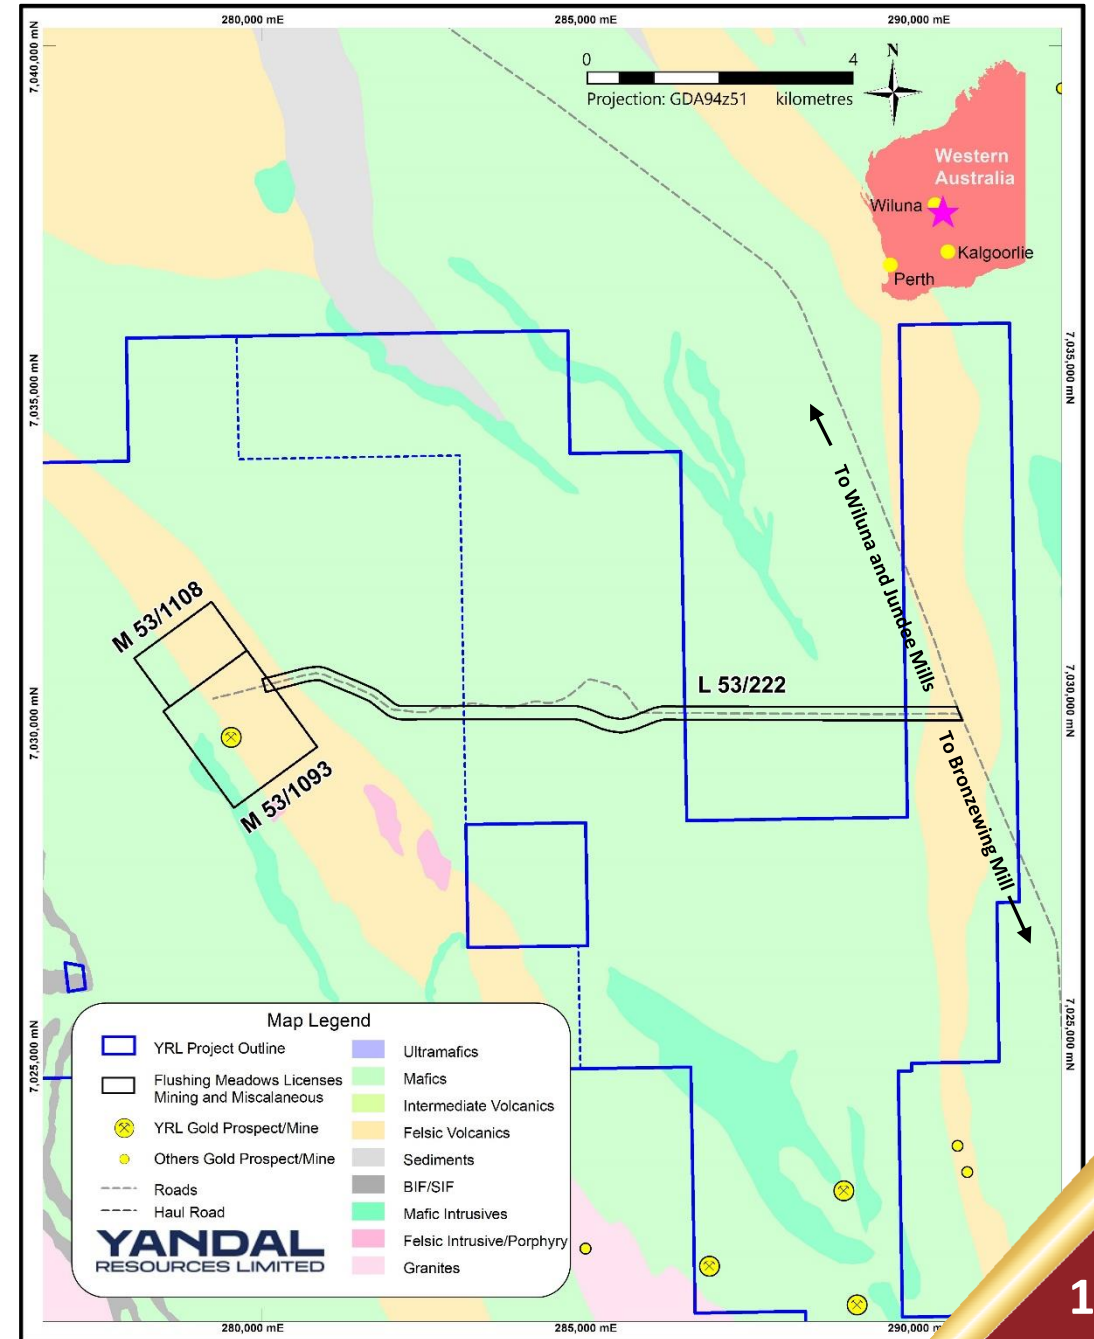 280,000 mE
285,000 mE
290,000 mE
7,040,000 mN
0
4
Projection: GDA94z51
kilometres
N
Western
Australia
Wiluna
Kalgoorlie
Perth
7,035,000 mN
7,035,000 mN
To Wiluna and Jundee Mills
M 53/1108
L 53/222
7,030,000 mN
7,030,000 mN
M 53/1093
To Bronzewing Mill
7,025,000 mN
7,025,000 mN
Map Legend
YRL Project Outline
Flushing Meadows Licenses
Mining and Miscalaneous
YRL Gold Prospect/Mine
Others Gold Prospect/Mine
Roads
Haul Road
YANDAL
RESOURCES LIMITED
Ultramafics
Mafics
Intermediate Volcanics
Felsic Volcanics
Sediments
BIF/SIF
Mafic Intrusives
Felsic Intrusive/Porphyry
Granites
280,000 mE
285,000 mE
290,000
1